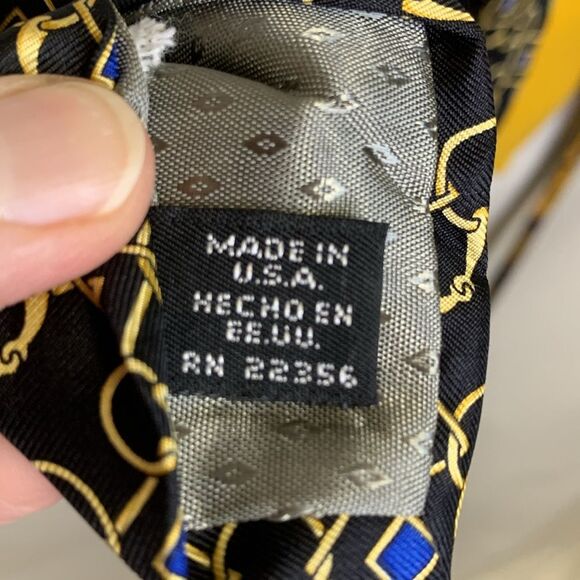 MADE IN
U.S.A.
HECHO EN
EE.UU.
RN 22356